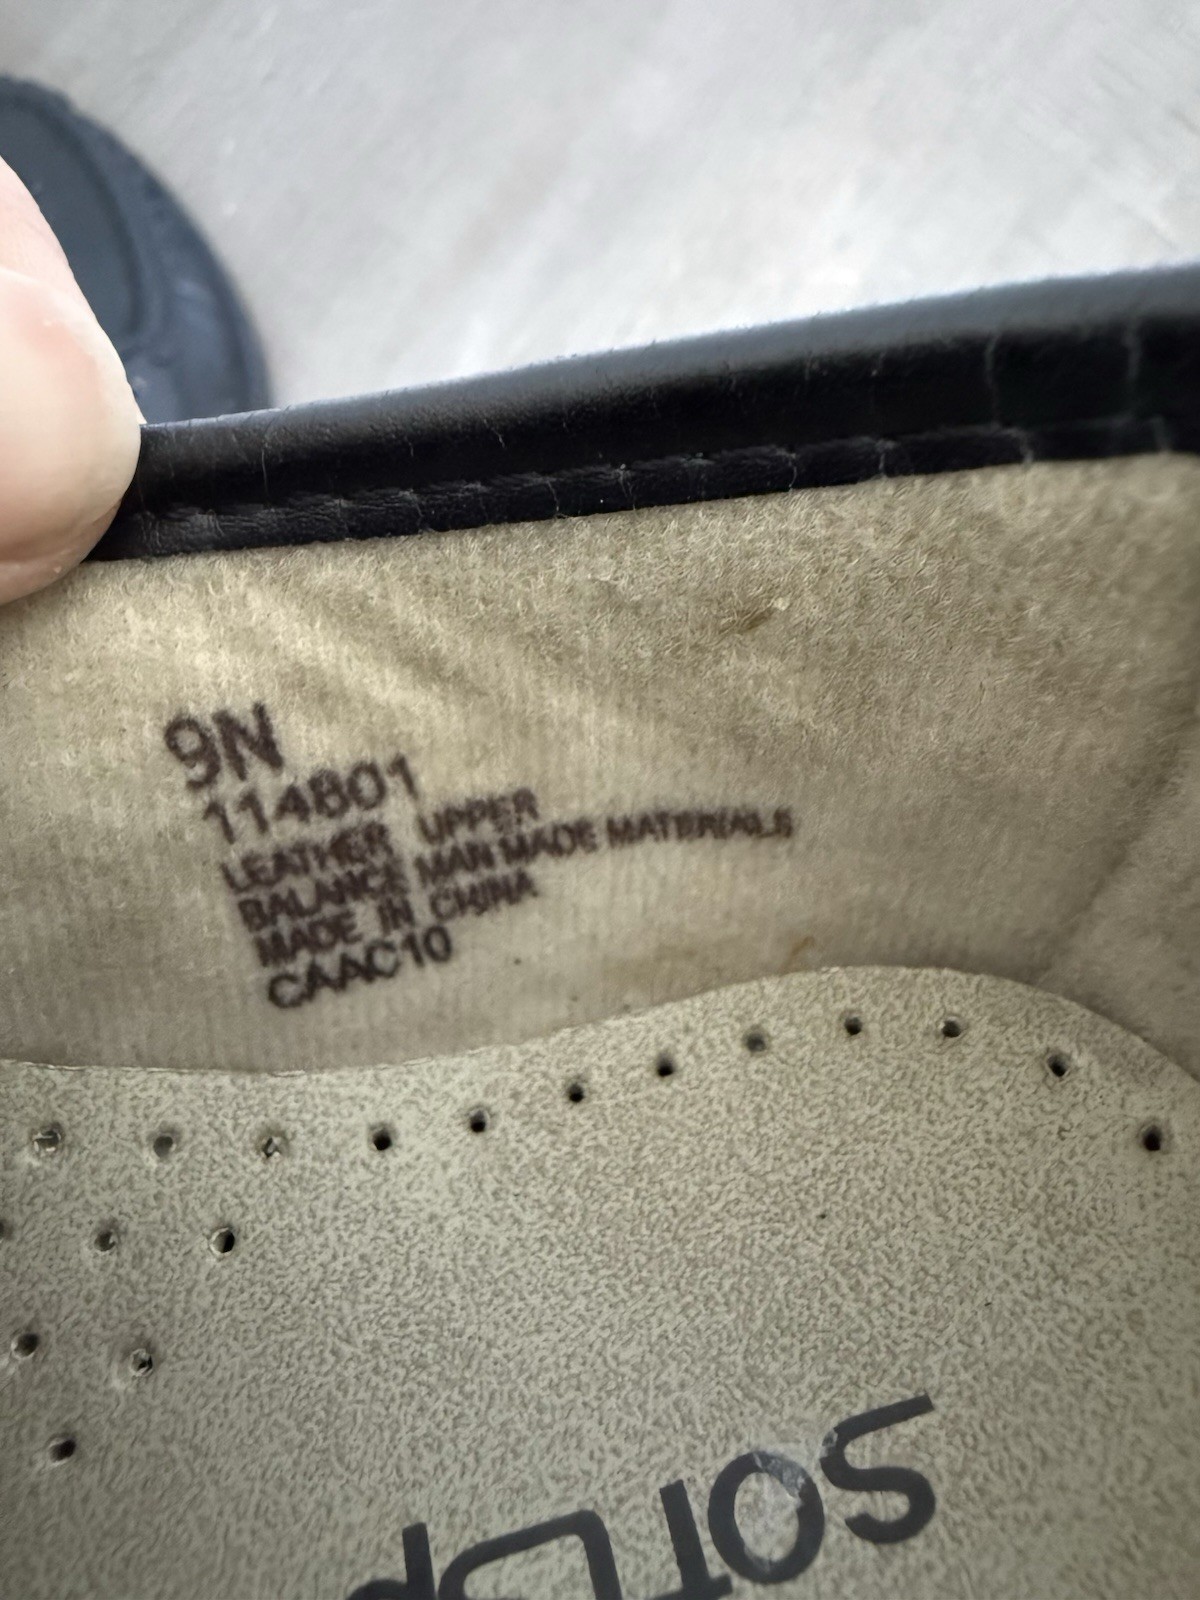 9N
114801
LEATHER UPPER
BALANCE MAN MADE MATERIALS
MADE IN CHINA
CAAC10